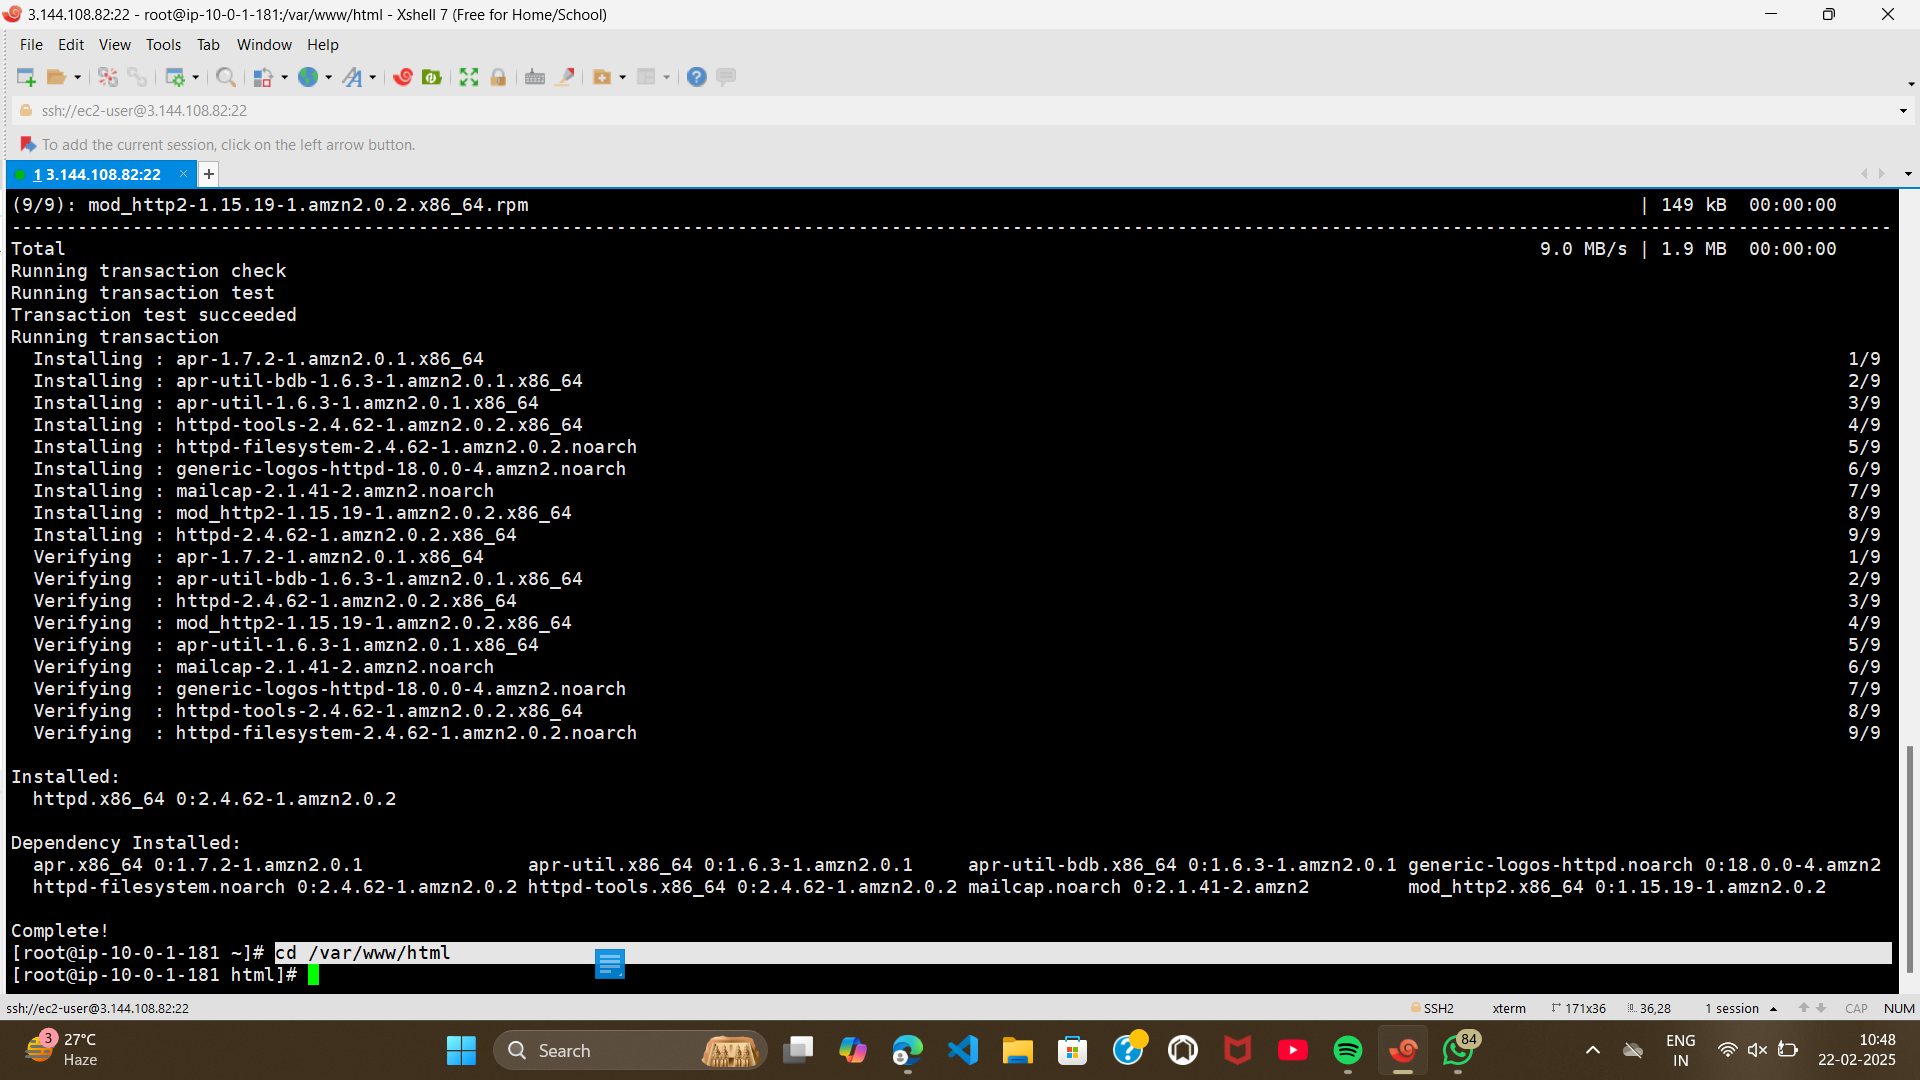 3.144.108.82:22 - root@ip-10-0-1-181:/var/www/html - Xshell 7 (Free for Home/School)
File Edit View Tools Tab Window Help
ssh://ec2-user@3.144.108.82:22
To add the current session, click on the left arrow button.
1 3.144.108.82:22 × +
(9/9): mod_http2-1.15.19-1.amzn2.0.2.x86_64.rpm | 149 kB 00:00:00
--------------------------------------------------------------------------------
Total 9.0 MB/s | 1.9 MB 00:00:00
Running transaction check
Running transaction test
Transaction test succeeded
Running transaction
Installing : apr-1.7.2-1.amzn2.0.1.x86_64 1/9
Installing : apr-util-bdb-1.6.3-1.amzn2.0.1.x86_64 2/9
Installing : apr-util-1.6.3-1.amzn2.0.1.x86_64 3/9
Installing : httpd-tools-2.4.62-1.amzn2.0.2.x86_64 4/9
Installing : httpd-filesystem-2.4.62-1.amzn2.0.2.noarch 5/9
Installing : generic-logos-httpd-18.0.0-4.amzn2.noarch 6/9
Installing : mailcap-2.1.41-2.amzn2.noarch 7/9
Installing : mod_http2-1.15.19-1.amzn2.0.2.x86_64 8/9
Installing : httpd-2.4.62-1.amzn2.0.2.x86_64 9/9
Verifying : apr-1.7.2-1.amzn2.0.1.x86_64 1/9
Verifying : apr-util-bdb-1.6.3-1.amzn2.0.1.x86_64 2/9
Verifying : httpd-2.4.62-1.amzn2.0.2.x86_64 3/9
Verifying : mod_http2-1.15.19-1.amzn2.0.2.x86_64 4/9
Verifying : apr-util-1.6.3-1.amzn2.0.1.x86_64 5/9
Verifying : mailcap-2.1.41-2.amzn2.noarch 6/9
Verifying : generic-logos-httpd-18.0.0-4.amzn2.noarch 7/9
Verifying : httpd-tools-2.4.62-1.amzn2.0.2.x86_64 8/9
Verifying : httpd-filesystem-2.4.62-1.amzn2.0.2.noarch 9/9
Installed:
httpd.x86_64 0:2.4.62-1.amzn2.0.2
Dependency Installed:
apr.x86_64 0:1.7.2-1.amzn2.0.1 apr-util.x86_64 0:1.6.3-1.amzn2.0.1 apr-util-bdb.x86_64 0:1.6.3-1.amzn2.0.1 generic-logos-httpd.noarch 0:18.0.0-4.amzn2
httpd-filesystem.noarch 0:2.4.62-1.amzn2.0.2 httpd-tools.x86_64 0:2.4.62-1.amzn2.0.2 mailcap.noarch 0:2.1.41-2.amzn2 mod_http2.x86_64 0:1.15.19-1.amzn2.0.2
Complete!
[root@ip-10-0-1-181 ~]# cd /var/www/html
[root@ip-10-0-1-181 html]#
ssh://ec2-user@3.144.108.82:22 SSH2 xterm 171x36 36,28 1 session CAP NUM
3 27°C
Haze
Search
84
ENG
IN
10:48
22-02-2025